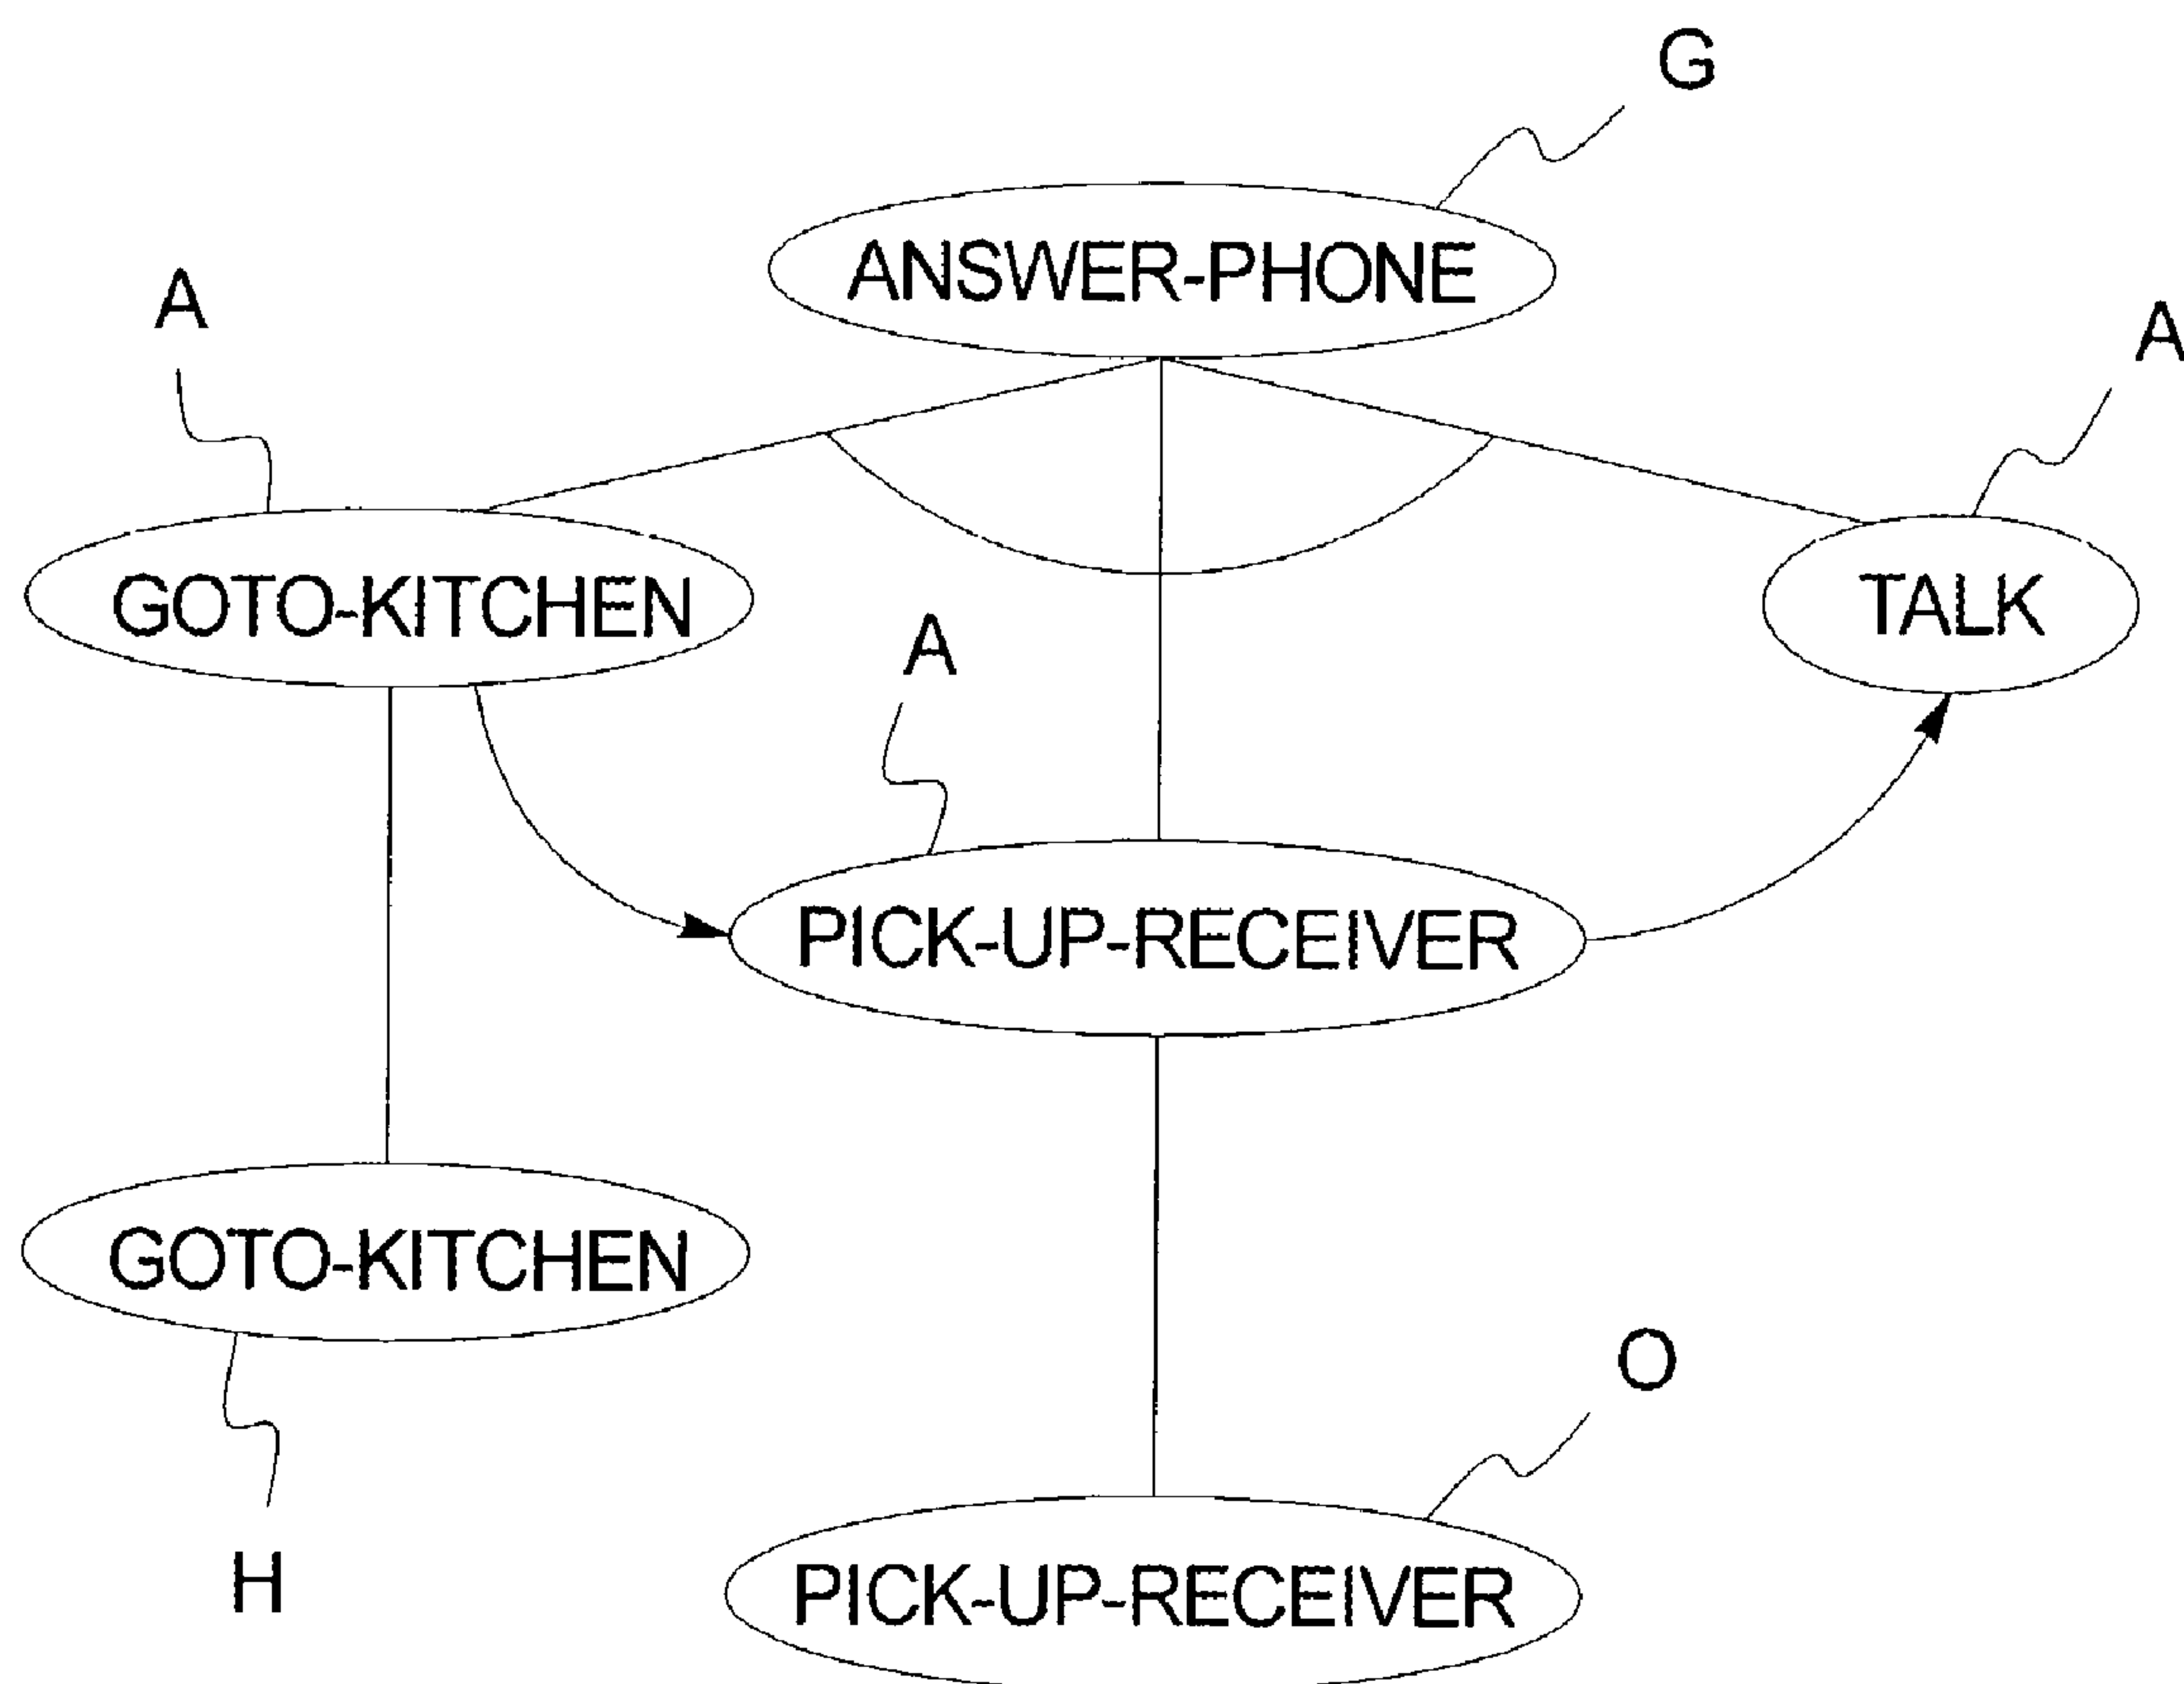 G
ANSWER-PHONE
A
A
GOTO-KITCHEN
TALK
A
PICK-UP-RECEIVER
GOTO-KITCHEN
O
H
PICK-UP-RECEIVER